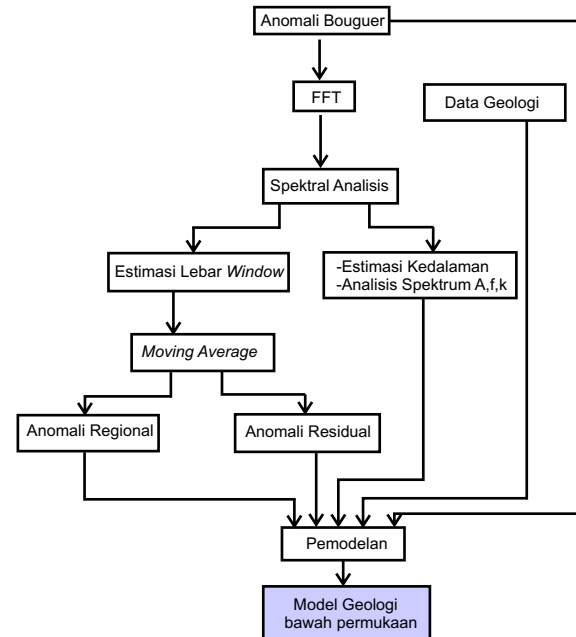 Anomali Bouguer
FFT
Data Geologi
Spektral Analisis
Estimasi Lebar Window
-Estimasi Kedalaman
-Analisis Spektrum A,f,k
Moving Average
Anomali Regional
Anomali Residual
Pemodelan
Model Geologi
bawah permukaan